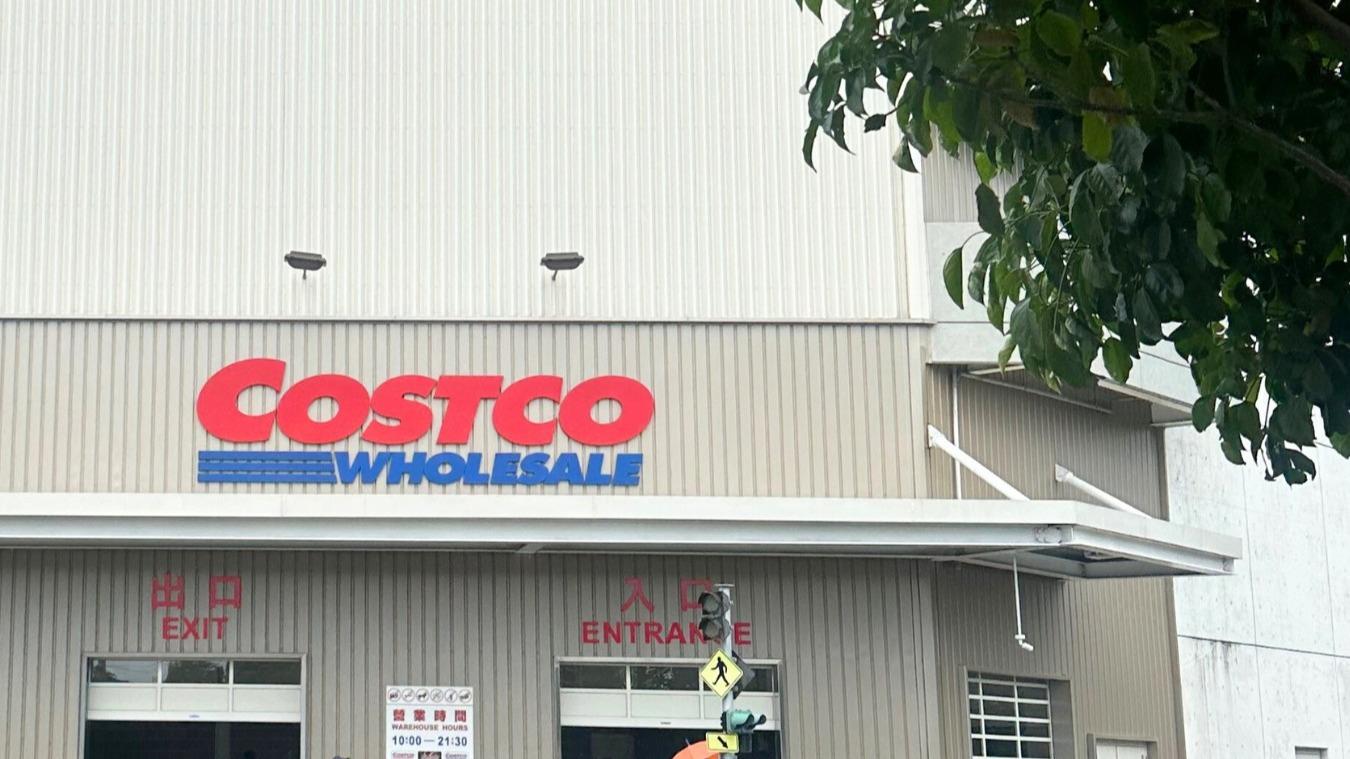 COSTCO
WHOLESALE
出口
EXIT
入口
ENTRANCE
營業時間
WAREHOUSE HOURS
10:00 — 21:30